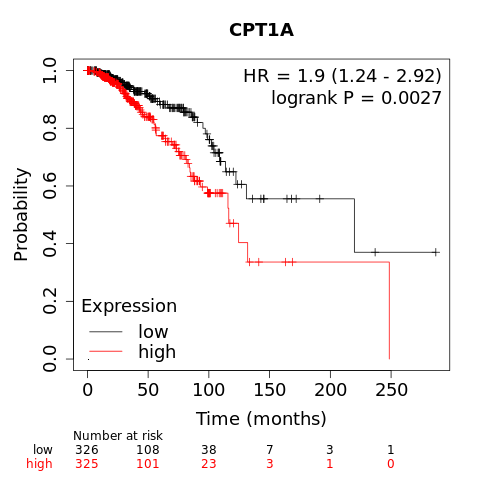 CPT1A
HR = 1.9 (1.24 - 2.92)
logrank P = 0.0027
1.0
0.8
0.6
0.4
0.2
0.0
Probability
Expression
low
high
0 50 100 150 200 250
Time (months)
Number at risk
low 326 108 38 7 3 1
high 325 101 23 3 1 0